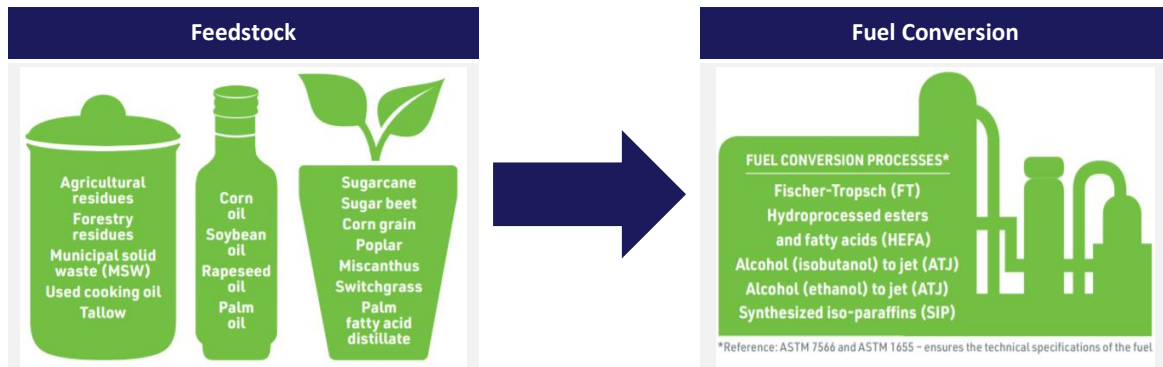 Feedstock
Agricultural
residues
Forestry
residues
Municipal solid
waste (MSW)
Used cooking oil
Tallow
Corn
oil
Soybean
oil
Rapeseed
oil
Palm
oil
Sugarcane
Sugar beet
Corn grain
Poplar
Miscanthus
Switchgrass
Palm
fatty acid
distillate
Fuel Conversion
FUEL CONVERSION PROCESSES*
Fischer-Tropsch (FT)
Hydroprocessed esters
and fatty acids (HEFA)
Alcohol (isobutanol) to jet (ATJ)
Alcohol (ethanol) to jet (ATJ)
Synthesized iso-paraffins (SIP)
*Reference: ASTM 7566 and ASTM 1655 – ensures the technical specifications of the fuel